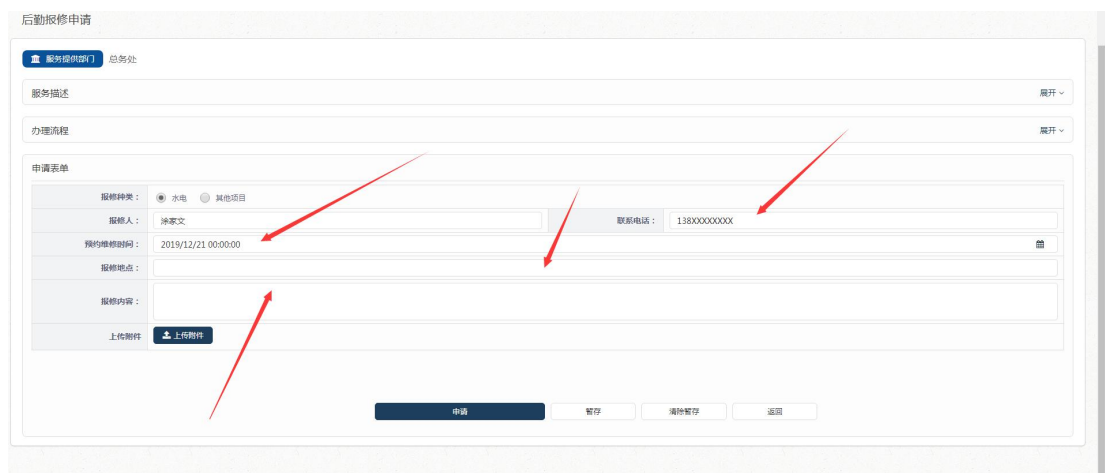 后勤报修申请
服务提供部门 总务处
服务描述 展开
办理流程 展开
申请表单
报修种类： 水电 其他项目
报修人： 涂家文 联系电话： 138XXXXXXXX
预约维修时间： 2019/12/21 00:00:00
报修地点：
报修内容：
上传附件 上传附件
申请 暂存 清除暂存 返回